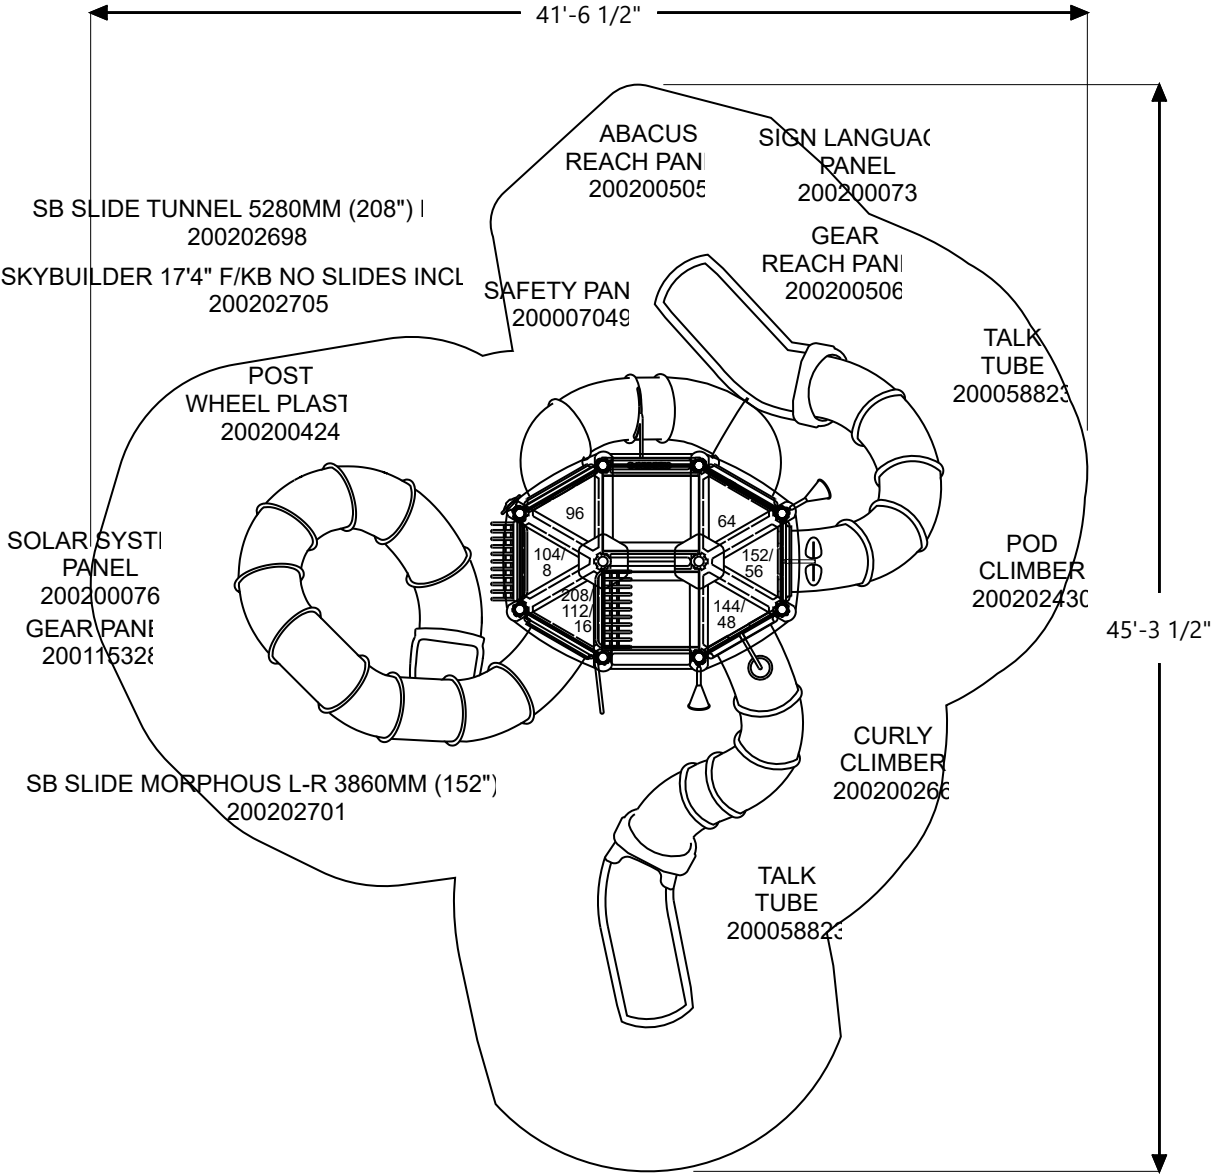 41'-6 1/2"
ABACUS
REACH PANI
200200505
SIGN LANGUAG
PANEL
200200073
SB SLIDE TUNNEL 5280MM (208")
200202698
GEAR
REACH PANI
200200506
SKYBUILDER 17'4" F/KB NO SLIDES INCL
200202705
SAFETY PAN
200007049
TALK
TUBE
200058823
POST
WHEEL PLAST
200200424
96
64
104/
8
152/
56
208/
112/
16
144/
48
SOLAR SYSTI
PANEL
200200076
GEAR PANE
200115328
POD
CLIMBER
200202430
45'-3 1/2"
CURLY
CLIMBER
200200266
SB SLIDE MORPHOUS L-R 3860MM (152")
200202701
TALK
TUBE
200058823